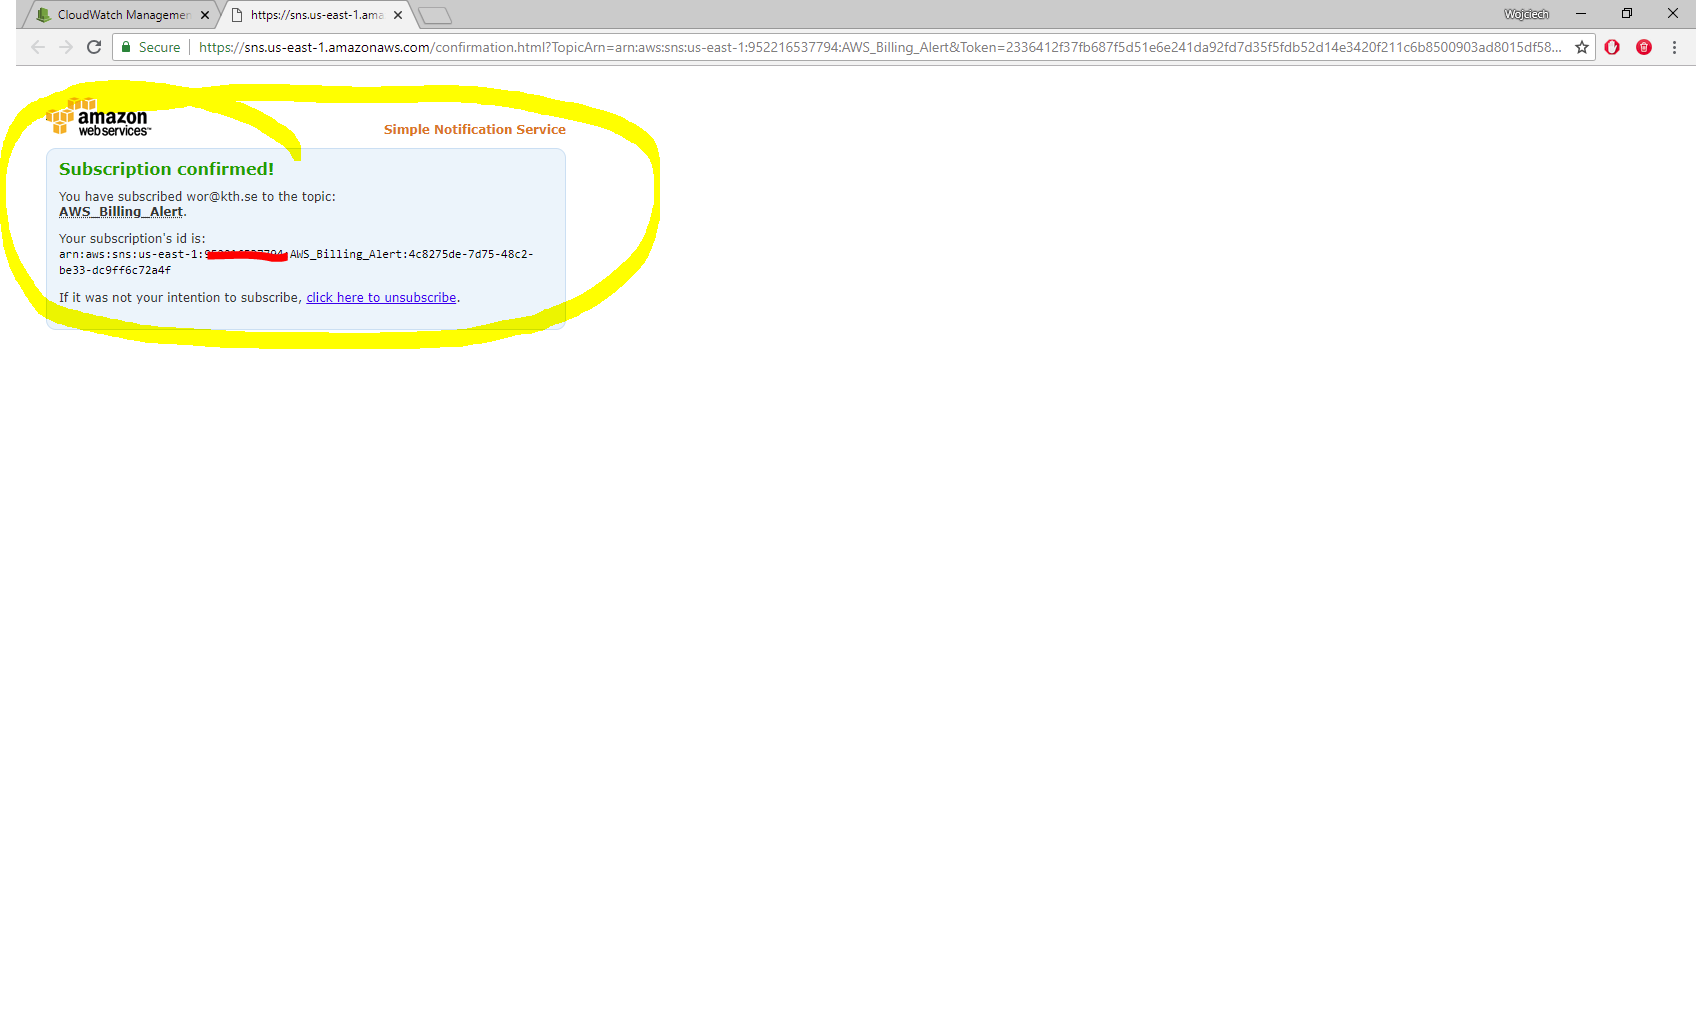 CloudWatch Managemen
https://sns.us-east-1.ama
Wojciech
Secure
https://sns.us-east-1.amazonaws.com/confirmation.html?TopicArn=arn:aws:sns:us-east-1:952216537794:AWS_Billing_Alert&Token=2336412f37fb687f5d51e6e241da92fd7d35f5fdb52d14e3420f211c6b8500903ad8015df58...
amazon
webservices™
Simple Notification Service
Subscription confirmed!
You have subscribed wor@kth.se to the topic:
AWS_Billing_Alert.
Your subscription's id is:
arn:aws:sns:us-east-1: :AWS_Billing_Alert:4c8275de-7d75-48c2-
be33-dc9ff6c72a4f
If it was not your intention to subscribe, click here to unsubscribe.